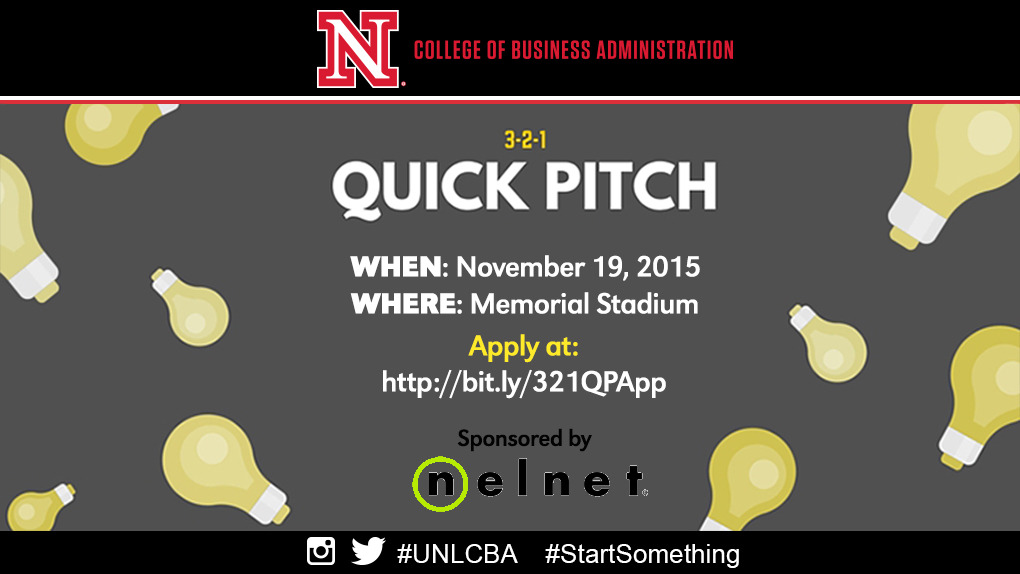 N
COLLEGE OF BUSINESS ADMINISTRATION
3-2-1
QUICK PITCH
WHEN: November 19, 2015
WHERE: Memorial Stadium
Apply at:
http://bit.ly/321QPApp
Sponsored by
nelnet
#UNLCBA #StartSomething